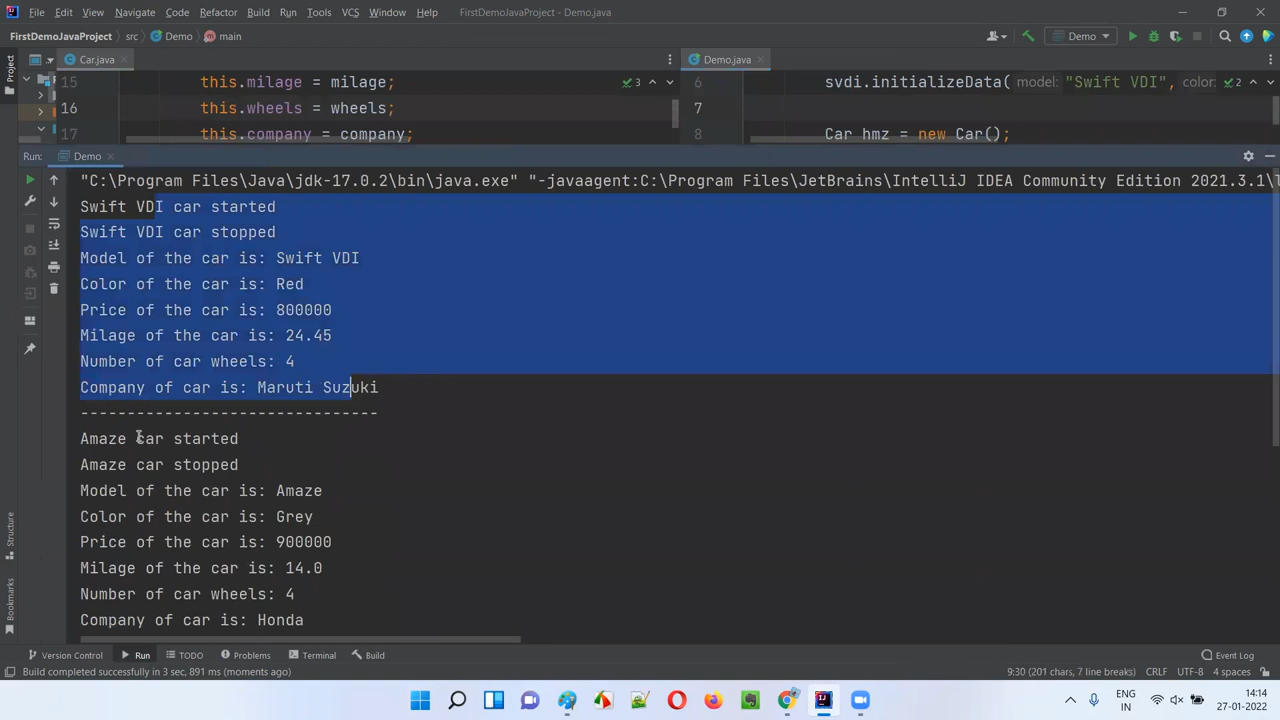 File Edit View Navigate Code Refactor Build Run Tools VCS Window Help FirstDemoJavaProject - Demo.java
FirstDemoJavaProject src Demo main Demo
Project
Car.java Demo.java
15 this.milage = milage; 3 6 svdi.initializeData( model: "Swift VDI", color: 2
16 this.wheels = wheels; 7
17 this.company = company; 8 Car hmz = new Car();
Run: Demo
"C:\Program Files\Java\jdk-17.0.2\bin\java.exe" "-javaagent:C:\Program Files\JetBrains\IntelliJ IDEA Community Edition 2021.3.1\
Swift VDI car started
Swift VDI car stopped
Model of the car is: Swift VDI
Color of the car is: Red
Price of the car is: 800000
Milage of the car is: 24.45
Number of car wheels: 4
Company of car is: Maruti Suzuki
--------------------------------
Amaze car started
Amaze car stopped
Model of the car is: Amaze
Color of the car is: Grey
Price of the car is: 900000
Milage of the car is: 14.0
Number of car wheels: 4
Company of car is: Honda
Structure
Bookmarks
Version Control Run TODO Problems Terminal Build Event Log
Build completed successfully in 3 sec, 891 ms (moments ago) 9:30 (201 chars, 7 line breaks) CRLF UTF-8 4 spaces
ENG
IN
14:14
27-01-2022